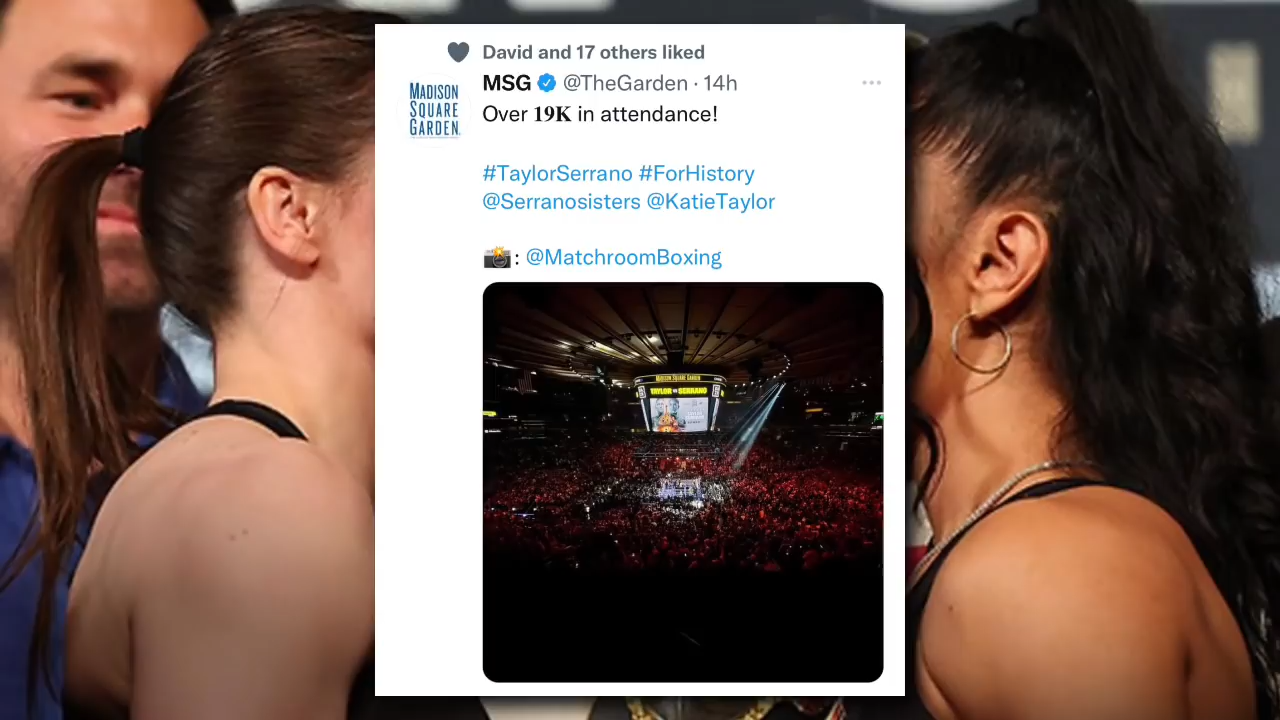 David and 17 others liked
MSG @TheGarden · 14h
MADISON
SQUARE
GARDEN
Over 19K in attendance!
#TaylorSerrano #ForHistory
@Serranosisters @KatieTaylor
📸: @MatchroomBoxing
MADISON SQUARE GARDEN
TAYLOR SERRANO